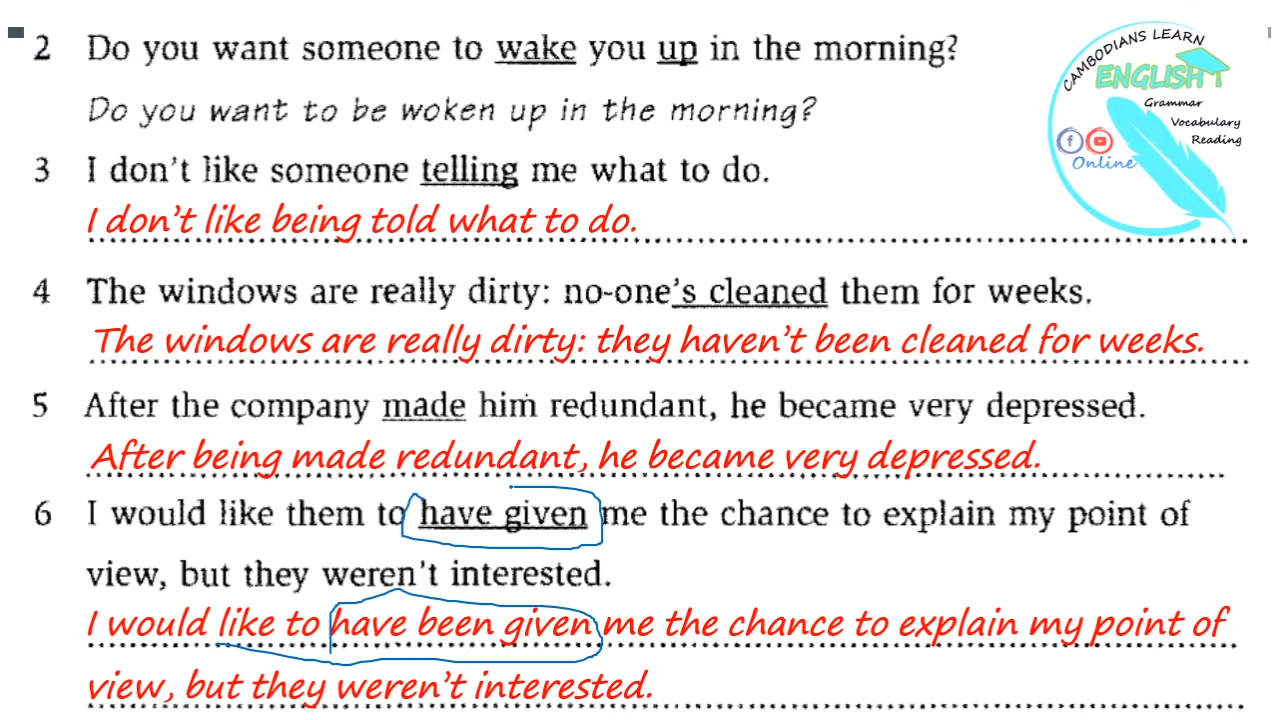 2 Do you want someone to wake you up in the morning?
Do you want to be woken up in the morning?
3 I don't like someone telling me what to do.
I don't like being told what to do.
4 The windows are really dirty: no-one's cleaned them for weeks.
The windows are really dirty: they haven't been cleaned for weeks.
5 After the company made him redundant, he became very depressed.
After being made redundant, he became very depressed.
6 I would like them to have given me the chance to explain my point of
view, but they weren't interested.
I would like to have been given me the chance to explain my point of
view, but they weren't interested.
CAMBODIANS LEARN
ENGLISH
Grammar
Vocabulary
Reading
Online